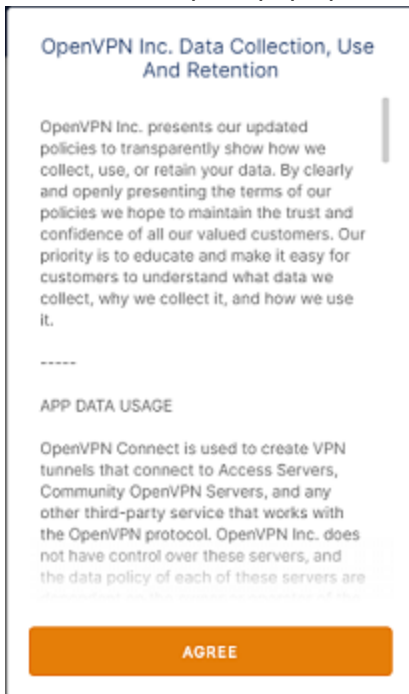 OpenVPN Inc. Data Collection, Use
And Retention
OpenVPN Inc. presents our updated
policies to transparently show how we
collect, use, or retain your data. By clearly
and openly presenting the terms of our
policies we hope to maintain the trust and
confidence of all our valued customers. Our
priority is to educate and make it easy for
customers to understand what data we
collect, why we collect it, and how we use
it.
-----
APP DATA USAGE
OpenVPN Connect is used to create VPN
tunnels that connect to Access Servers,
Community OpenVPN Servers, and any
other third-party service that works with
the OpenVPN protocol. OpenVPN Inc. does
not have control over these servers, and
the data policy of each of these servers are
AGREE